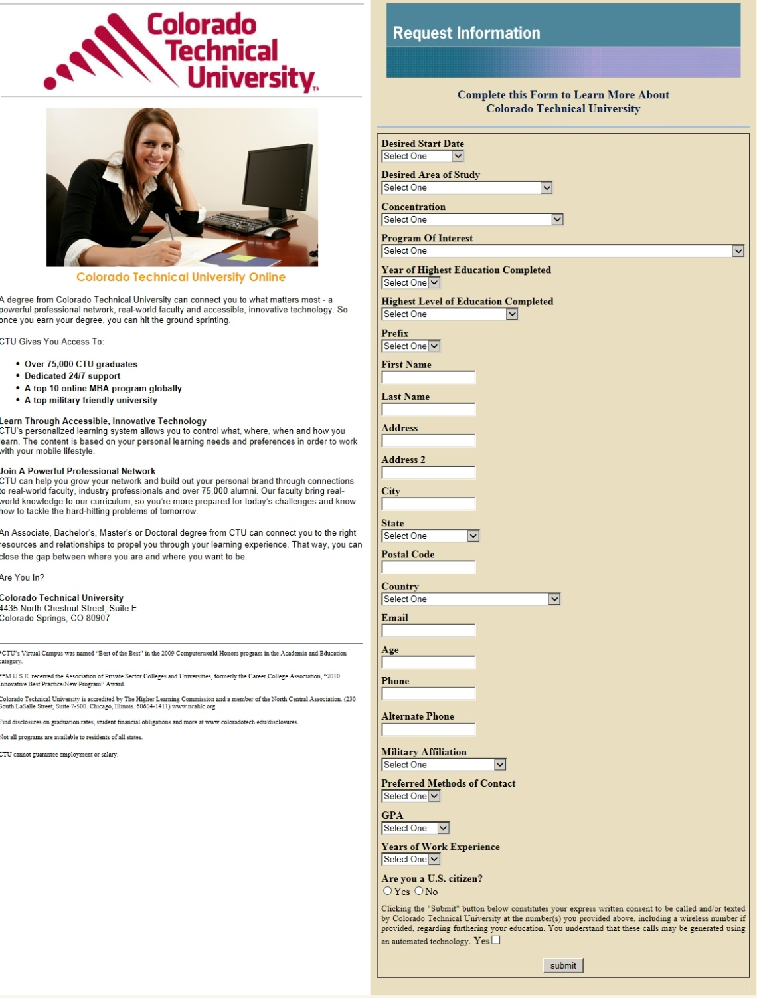 Colorado
Technical
University™
Colorado Technical University Online
A degree from Colorado Technical University can connect you to what matters most - a
powerful professional network, real-world faculty and accessible, innovative technology. So
once you earn your degree, you can hit the ground sprinting.
CTU Gives You Access To:
• Over 75,000 CTU graduates
• Dedicated 24/7 support
• A top 10 online MBA program globally
• A top military friendly university
Learn Through Accessible, Innovative Technology
CTU's personalized learning system allows you to control what, where, when and how you
learn. The content is based on your personal learning needs and preferences in order to work
with your mobile lifestyle.
Join A Powerful Professional Network
CTU can help you grow your network and build out your personal brand through connections
to real-world faculty, industry professionals and over 75,000 alumni. Our faculty bring real-
world knowledge to our curriculum, so you're more prepared for today's challenges and know
how to tackle the hard-hitting problems of tomorrow.
An Associate, Bachelor's, Master's or Doctoral degree from CTU can connect you to the right
resources and relationships to propel you through your learning experience. That way, you can
close the gap between where you are and where you want to be.
Are You In?
Colorado Technical University
4435 North Chestnut Street, Suite E
Colorado Springs, CO 80907
*CTU's Virtual Campus was named “Best of the Best” in the 2009 Computerworld Honors program in the Academia and Education
category.
**M.U.S.E. received the Association of Private Sector Colleges and Universities, formerly the Career College Association, “2010
Innovative Best Practice/New Program” Award.
Colorado Technical University is accredited by The Higher Learning Commission and a member of the North Central Association. (230
South LaSalle Street, Suite 7-500. Chicago, Illinois. 60604-1411) www.ncahlc.org
Find disclosures on graduation rates, student financial obligations and more at www.coloradotech.edu/disclosures.
Not all programs are available to residents of all states.
CTU cannot guarantee employment or salary.
Request Information
Complete this Form to Learn More About
Colorado Technical University
Desired Start Date
Select One
Desired Area of Study
Select One
Concentration
Select One
Program Of Interest
Select One
Year of Highest Education Completed
Select One
Highest Level of Education Completed
Select One
Prefix
Select One
First Name
Last Name
Address
Address 2
City
State
Select One
Postal Code
Country
Select One
Email
Age
Phone
Alternate Phone
Military Affiliation
Select One
Preferred Methods of Contact
Select One
GPA
Select One
Years of Work Experience
Select One
Are you a U.S. citizen?
Yes No
Clicking the "Submit" button below constitutes your express written consent to be called and/or texted
by Colorado Technical University at the number(s) you provided above, including a wireless number if
provided, regarding furthering your education. You understand that these calls may be generated using
an automated technology. Yes
submit